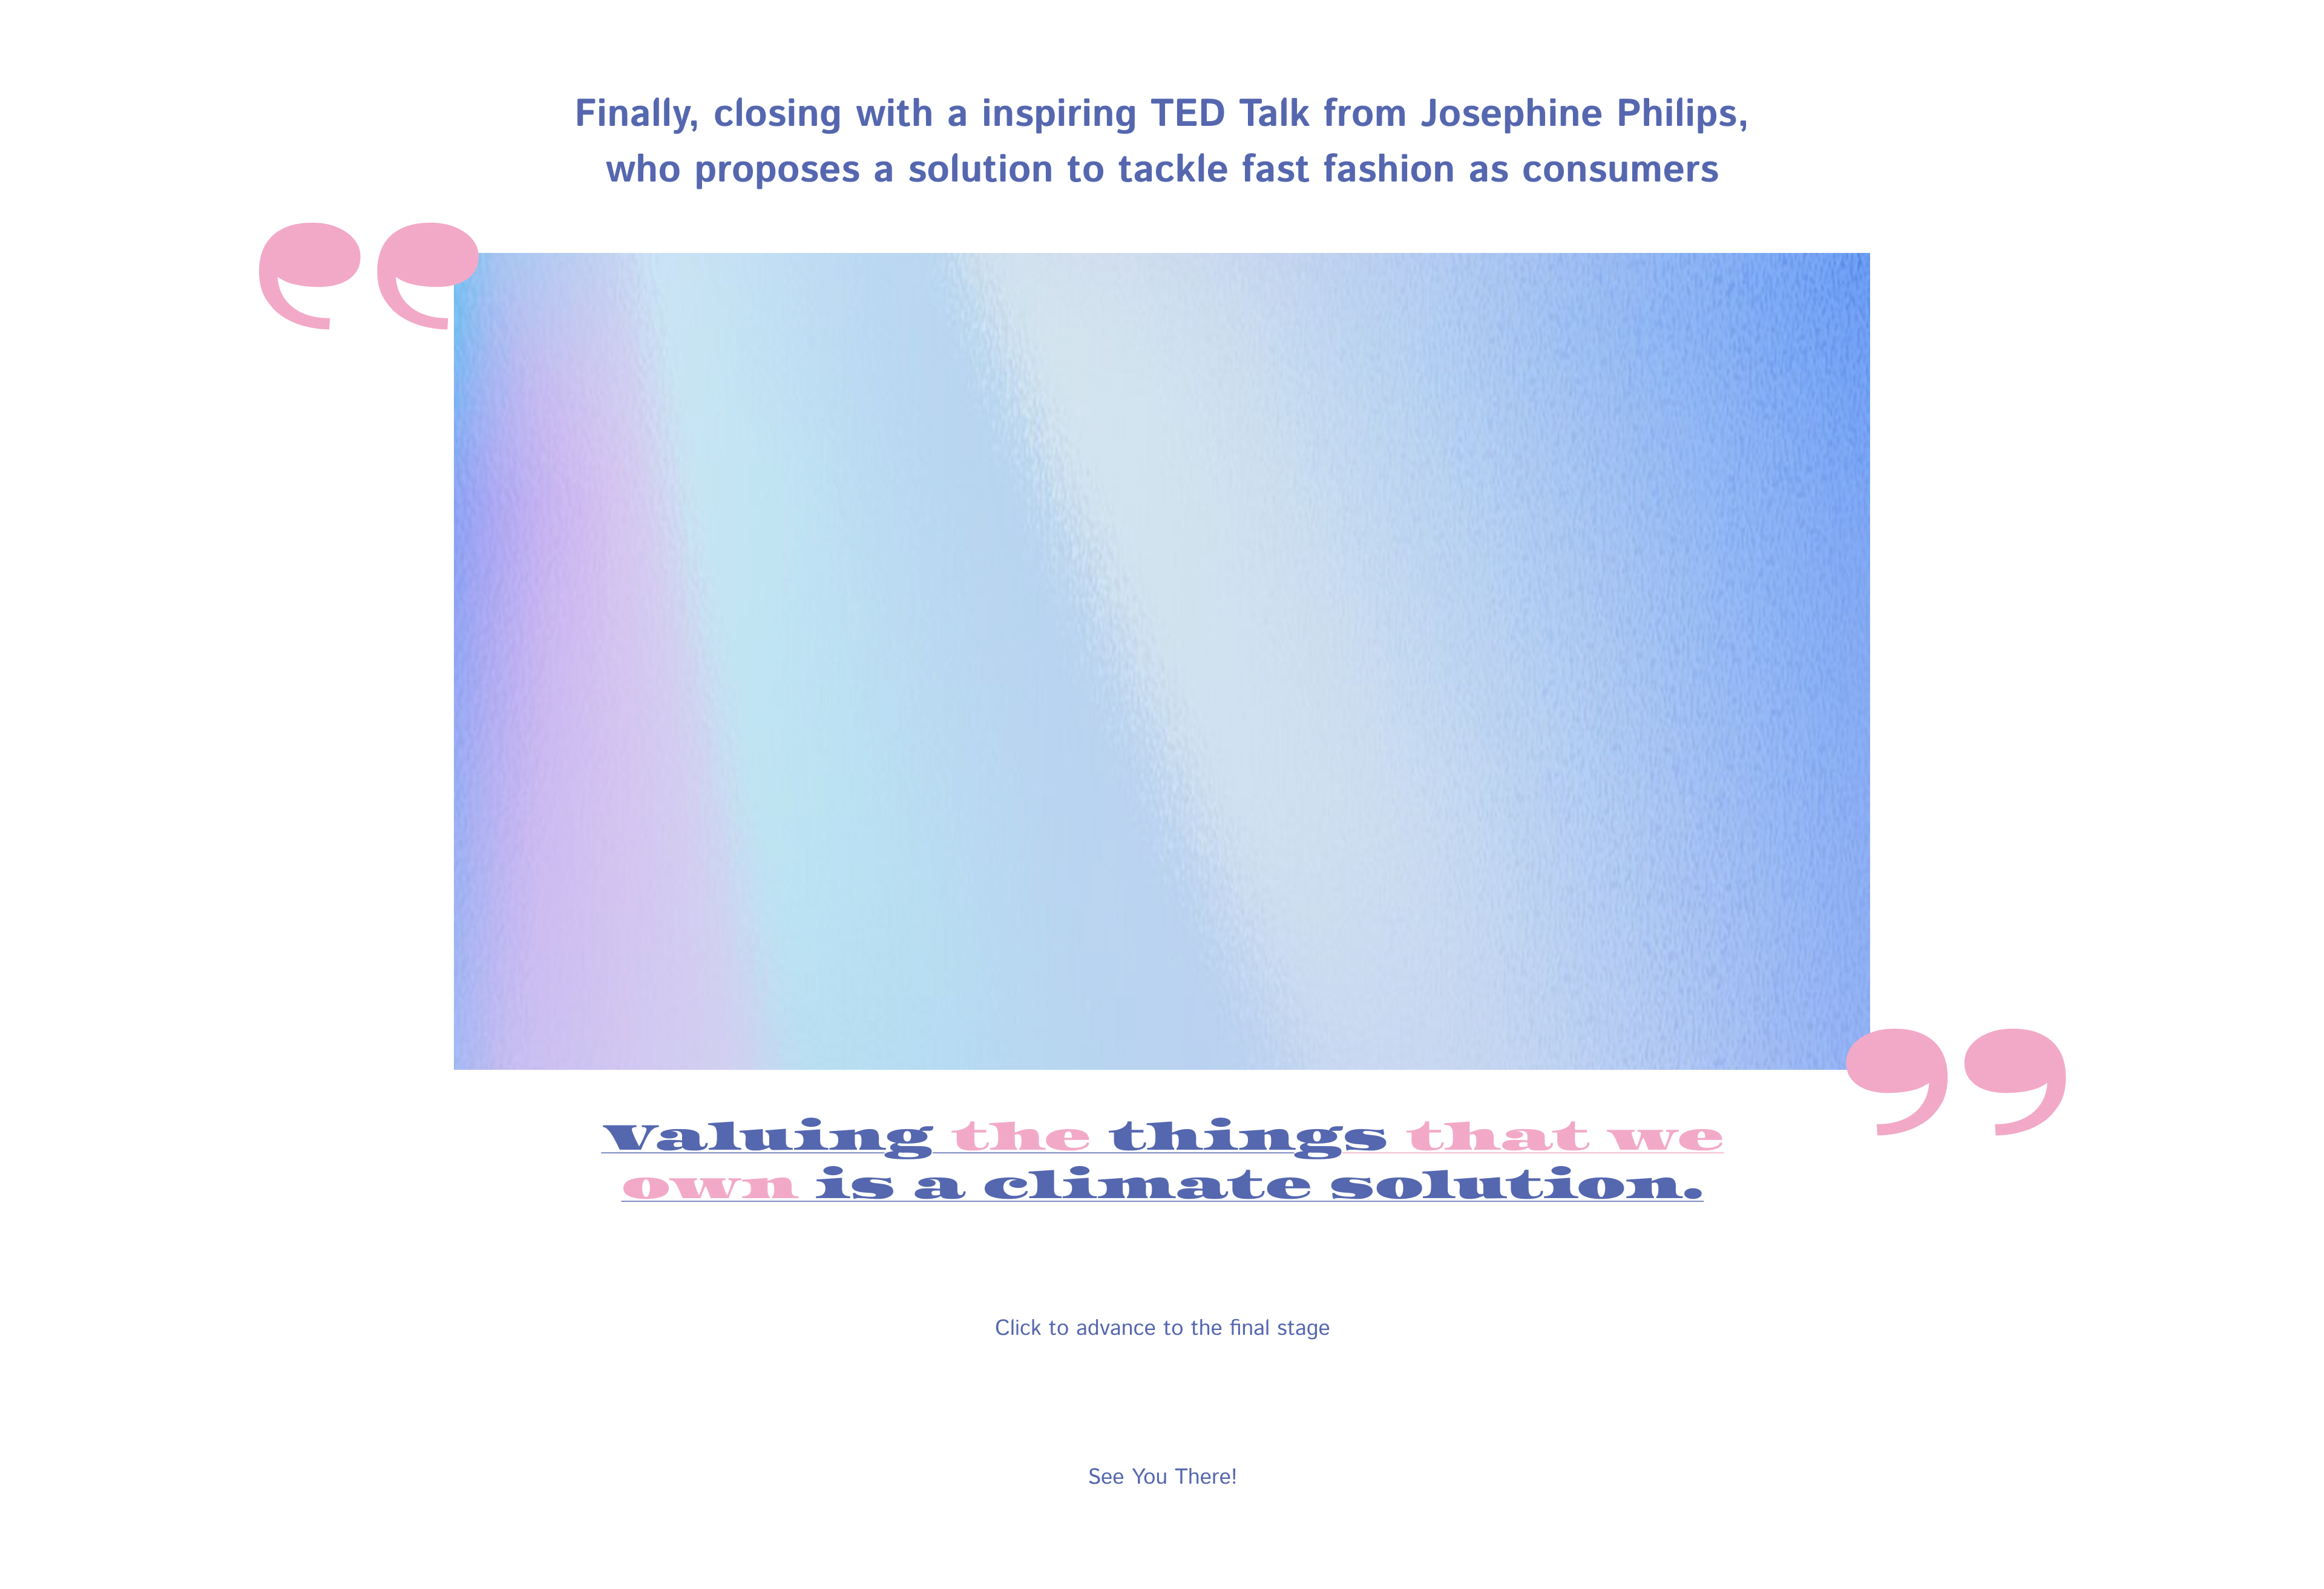 Finally, closing with a inspiring TED Talk from Josephine Philips,
who proposes a solution to tackle fast fashion as consumers
❝
❞
Valuing the things that we
own is a climate solution.
Click to advance to the final stage
See You There!